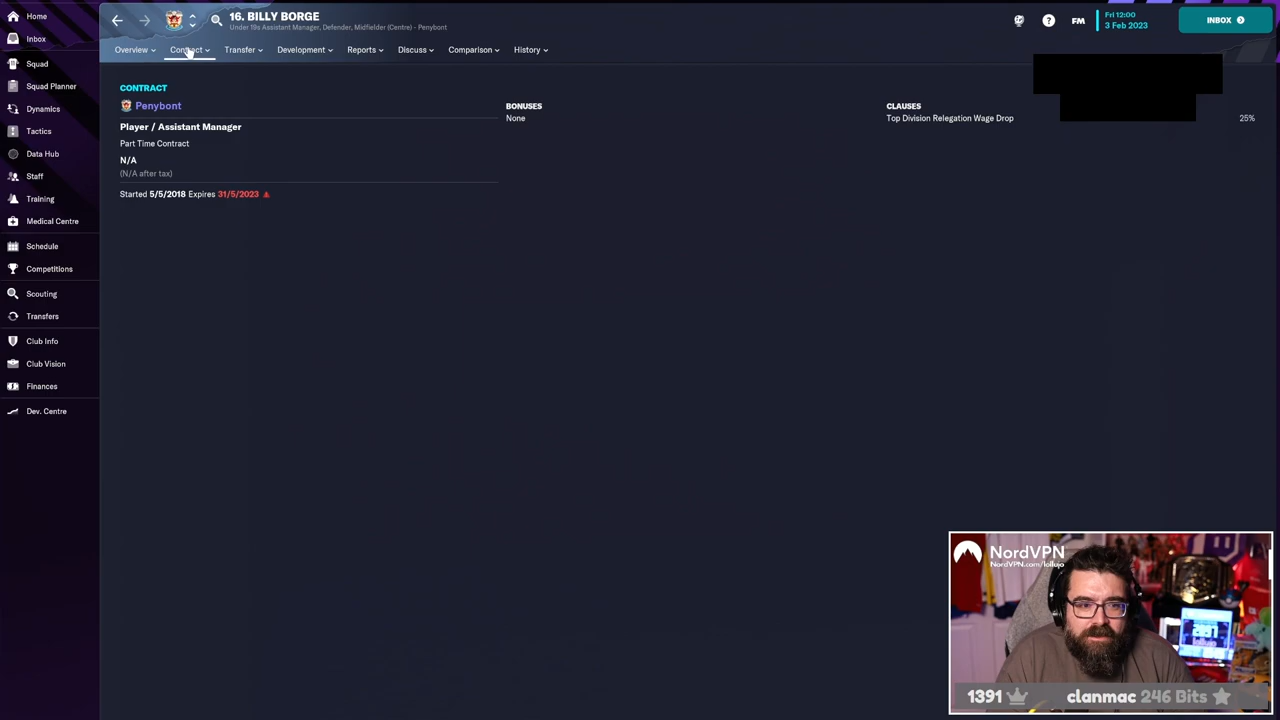 Home
Inbox
Squad
Squad Planner
Dynamics
Tactics
Data Hub
Staff
Training
Medical Centre
Schedule
Competitions
Scouting
Transfers
Club Info
Club Vision
Finances
Dev. Centre
16. BILLY BORGE
Under 19s Assistant Manager, Defender, Midfielder (Centre) - Penybont
FM
Fri 12:00
3 Feb 2023
INBOX
Overview
Contract
Transfer
Development
Reports
Discuss
Comparison
History
CONTRACT
Penybont
Player / Assistant Manager
Part Time Contract
N/A
(N/A after tax)
Started 5/5/2018 Expires 31/5/2023
BONUSES
None
CLAUSES
Top Division Relegation Wage Drop 25%
NordVPN
NordVPN.com/lollujo
1391 clanmac 246 Bits